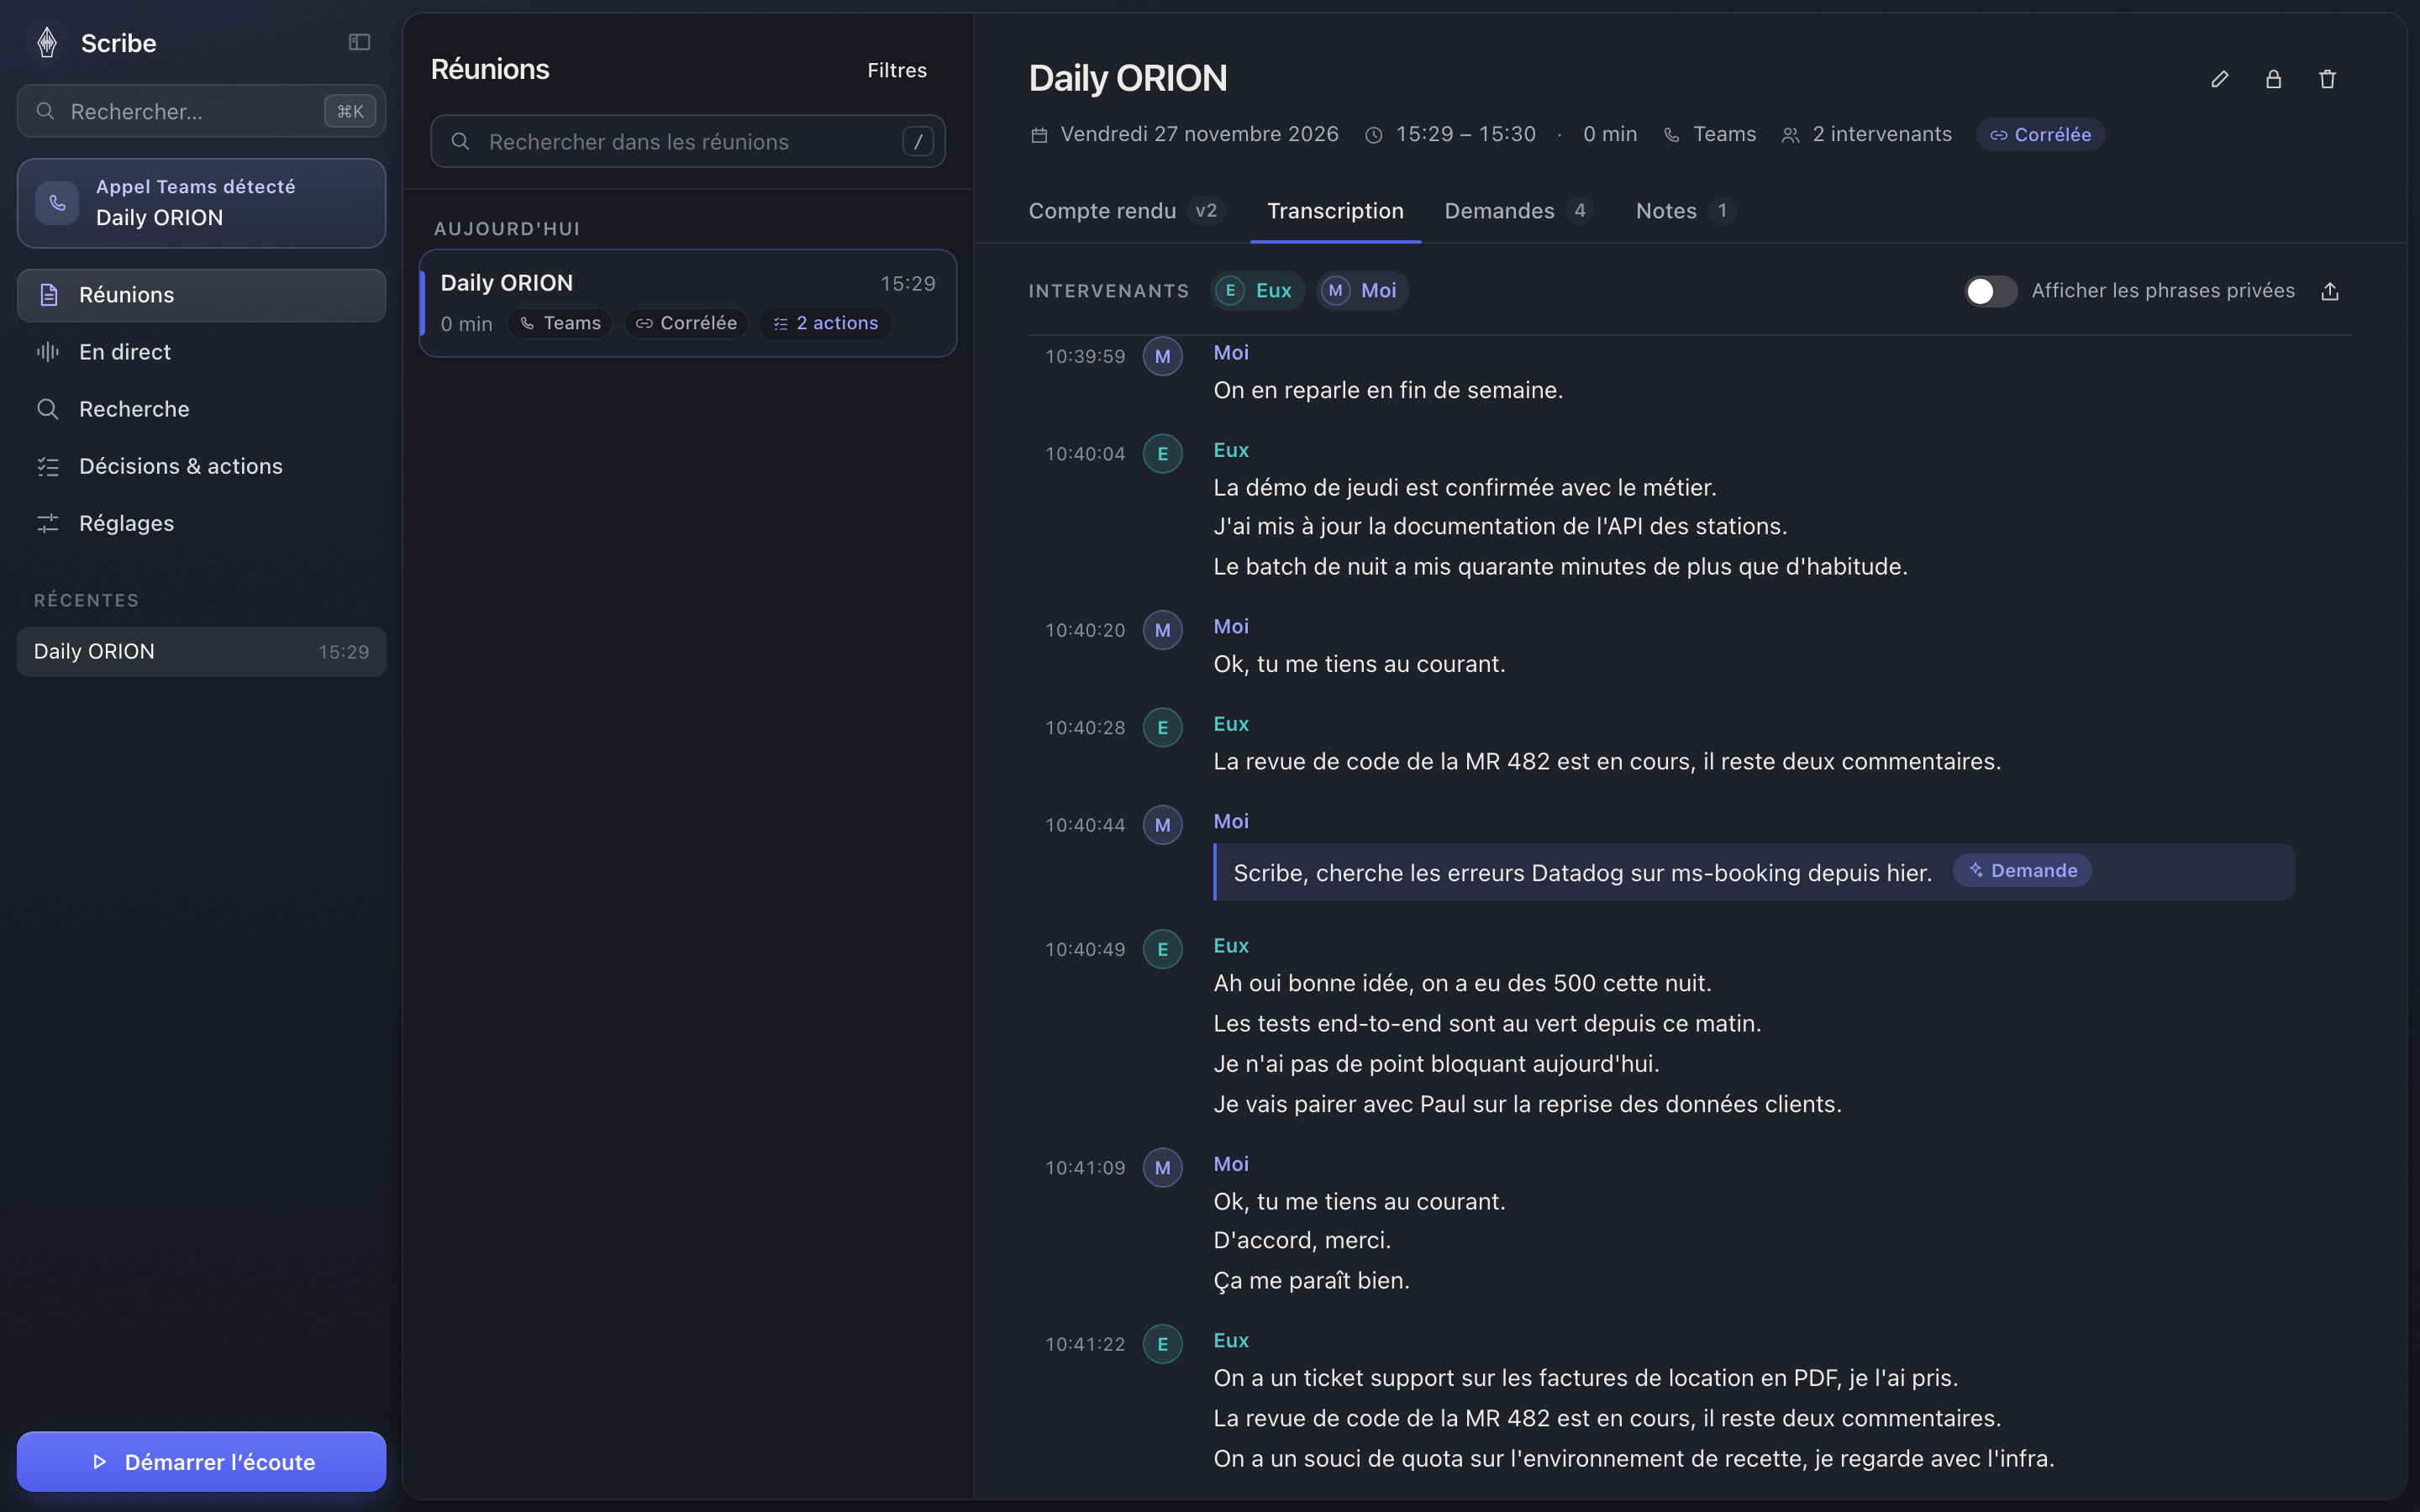 Scribe
Rechercher...
⌘K
Appel Teams détecté
Daily ORION
Réunions
En direct
Recherche
Décisions & actions
Réglages
RÉCENTES
Daily ORION 15:29
Démarrer l’écoute
Réunions
Filtres
Rechercher dans les réunions /
AUJOURD'HUI
Daily ORION 15:29
0 min Teams Corrélée 2 actions
Daily ORION
Vendredi 27 novembre 2026 15:29 – 15:30 · 0 min Teams 2 intervenants Corrélée
Compte rendu v2 Transcription Demandes 4 Notes 1
INTERVENANTS E Eux M Moi Afficher les phrases privées
10:39:59 M Moi
On en reparle en fin de semaine.
10:40:04 E Eux
La démo de jeudi est confirmée avec le métier.
J'ai mis à jour la documentation de l'API des stations.
Le batch de nuit a mis quarante minutes de plus que d'habitude.
10:40:20 M Moi
Ok, tu me tiens au courant.
10:40:28 E Eux
La revue de code de la MR 482 est en cours, il reste deux commentaires.
10:40:44 M Moi
Scribe, cherche les erreurs Datadog sur ms-booking depuis hier. Demande
10:40:49 E Eux
Ah oui bonne idée, on a eu des 500 cette nuit.
Les tests end-to-end sont au vert depuis ce matin.
Je n'ai pas de point bloquant aujourd'hui.
Je vais pairer avec Paul sur la reprise des données clients.
10:41:09 M Moi
Ok, tu me tiens au courant.
D'accord, merci.
Ça me paraît bien.
10:41:22 E Eux
On a un ticket support sur les factures de location en PDF, je l'ai pris.
La revue de code de la MR 482 est en cours, il reste deux commentaires.
On a un souci de quota sur l'environnement de recette, je regarde avec l'infra.